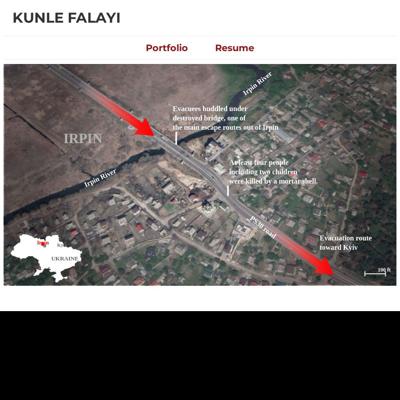 KUNLE FALAYI
Portfolio Resume
Irpin River
Evacuees huddled under
destroyed bridge, one of
the main escape routes out of Irpin
IRPIN
At least four people
including two children
were killed by a mortar shell.
Irpin River
P30 road
Evacuation route
toward Kyiv
Irpin
UKRAINE
100 ft